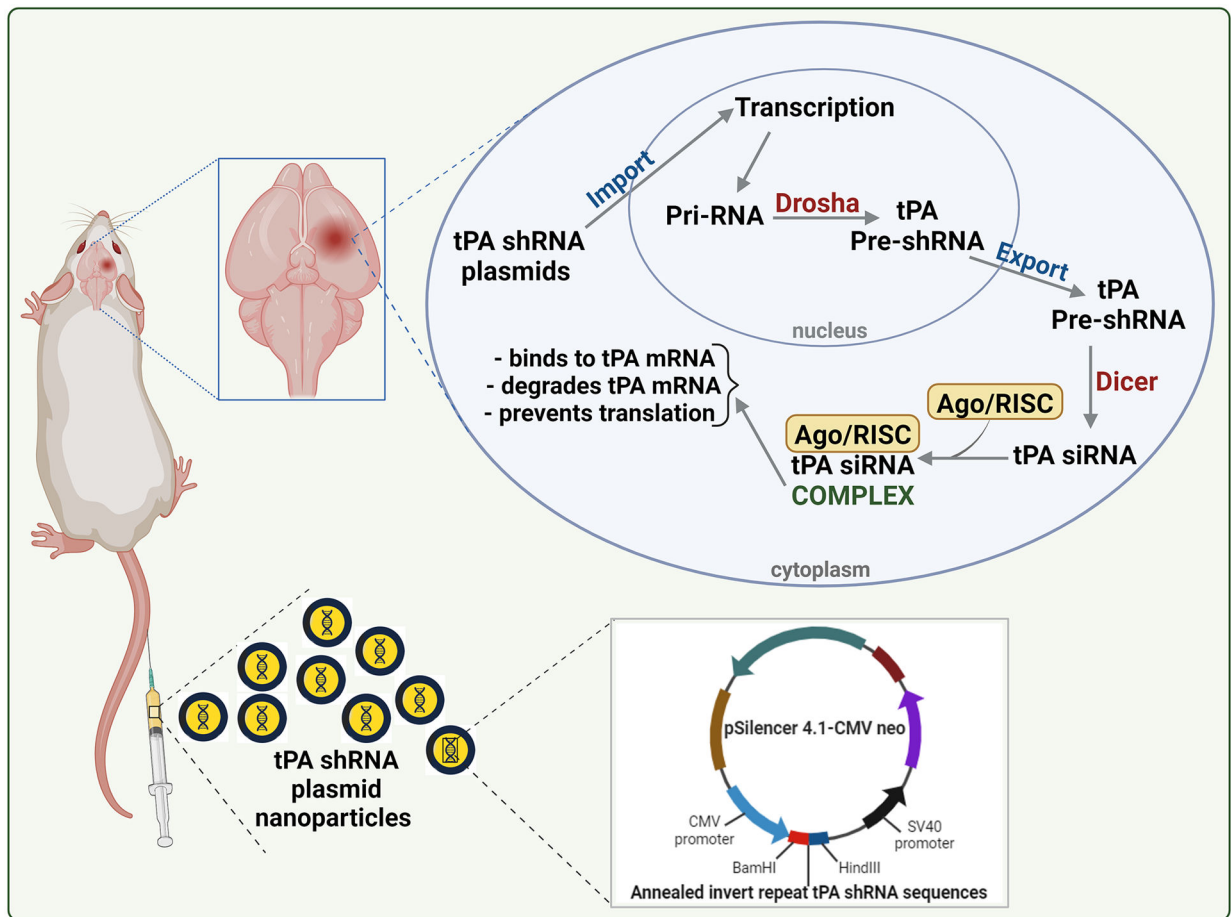 Transcription
Import
Pri-RNA
Drosha
tPA
Pre-shRNA
tPA shRNA
plasmids
Export
tPA
Pre-shRNA
nucleus
Dicer
- binds to tPA mRNA
- degrades tPA mRNA
- prevents translation
Ago/RISC
Ago/RISC
tPA siRNA
COMPLEX
tPA siRNA
cytoplasm
tPA shRNA
plasmid
nanoparticles
pSilencer 4.1-CMV neo
CMV
promoter
SV40
promoter
BamHI
HindIII
Annealed invert repeat tPA shRNA sequences